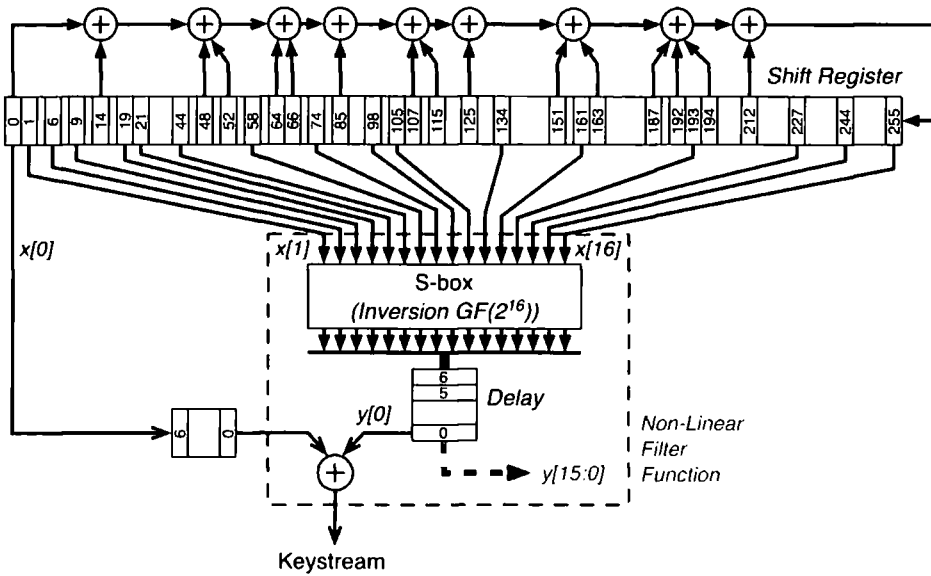 + + + + + + + + +
Shift Register
0 1 6 9 14 19 21 44 48 52 58 64 66 74 85 98 105 107 115 125 134 151 161 163 187 192 193 194 212 227 244 255
x[0]
x[1]
x[16]
S-box
(Inversion GF(2¹⁶))
6
5
Delay
0
y[0]
6 0
+
y[15:0]
Non-Linear
Filter
Function
Keystream